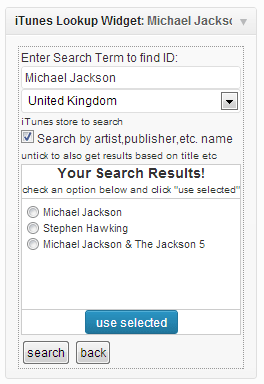 iTunes Lookup Widget: Michael Jackso
Enter Search Term to find ID:
Michael Jackson
United Kingdom
iTunes store to search
Search by artist,publisher,etc. name
untick to also get results based on title etc
Your Search Results!
check an option below and click "use selected"
Michael Jackson
Stephen Hawking
Michael Jackson & The Jackson 5
use selected
search back